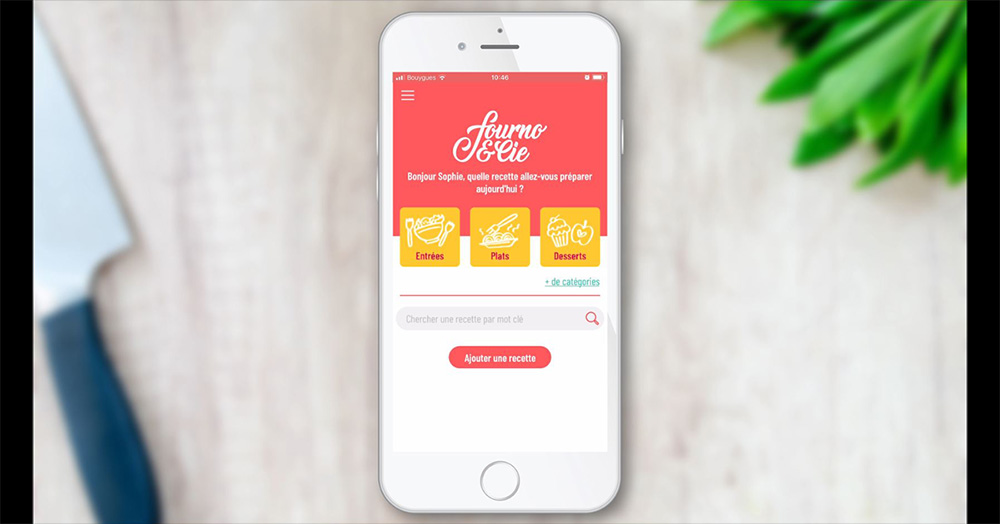 Bouygues 10:46
fourno
&Cie
Bonjour Sophie, quelle recette allez-vous préparer
aujourd'hui ?
Entrées Plats Desserts
+ de catégories
Chercher une recette par mot clé
Ajouter une recette